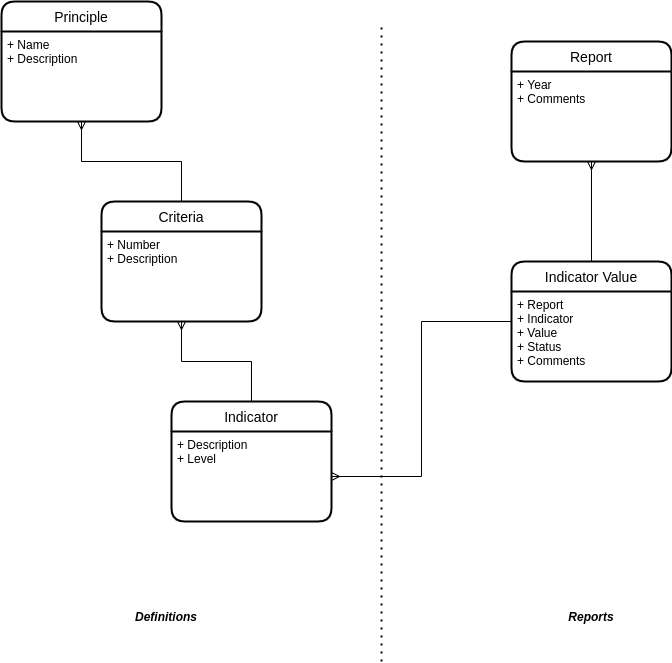 Principle
+ Name
+ Description
Criteria
+ Number
+ Description
Indicator
+ Description
+ Level
Definitions
Report
+ Year
+ Comments
Indicator Value
+ Report
+ Indicator
+ Value
+ Status
+ Comments
Reports